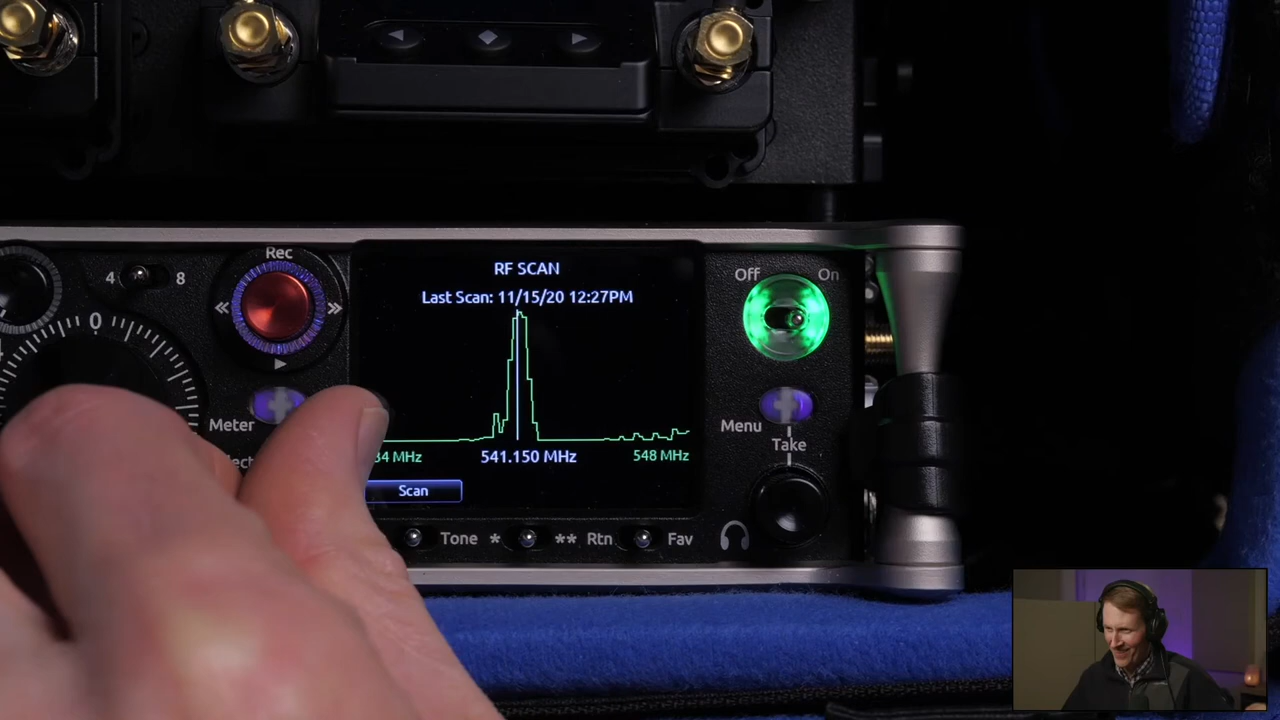 Rec
4 8
0
Meter
RF SCAN
Last Scan: 11/15/20 12:27PM
34 MHz 541.150 MHz 548 MHz
Scan
Tone * ** Rtn Fav
Off On
Menu
Take